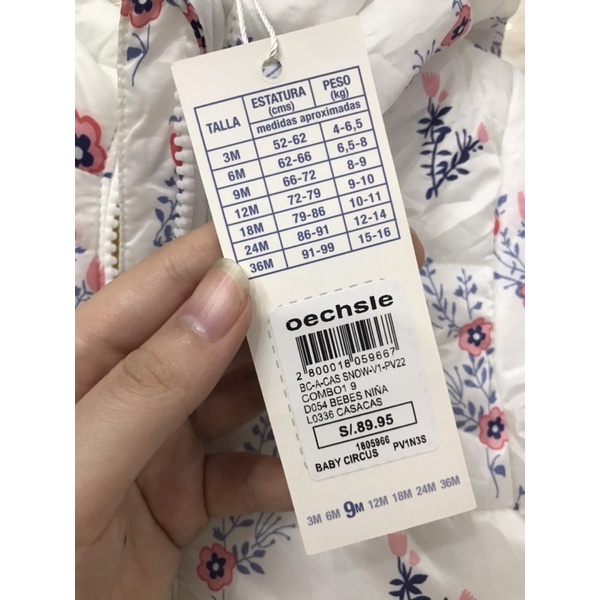 TALLA ESTATURA (cms) PESO (kg)
medidas aproximadas
3M 52-62 4-6,5
6M 62-66 6,5-8
9M 66-72 8-9
12M 72-79 9-10
18M 79-86 10-11
24M 86-91 12-14
36M 91-99 15-16
oechsle
2 800018 059667
BC-A-CAS SNOW-V1-PV22
COMBO1 9
D054 BEBES NIÑA
L0336 CASACAS
S/.89.95
1805966
BABY CIRCUS PV1N3S
3M 6M 9M 12M 18M 24M 36M